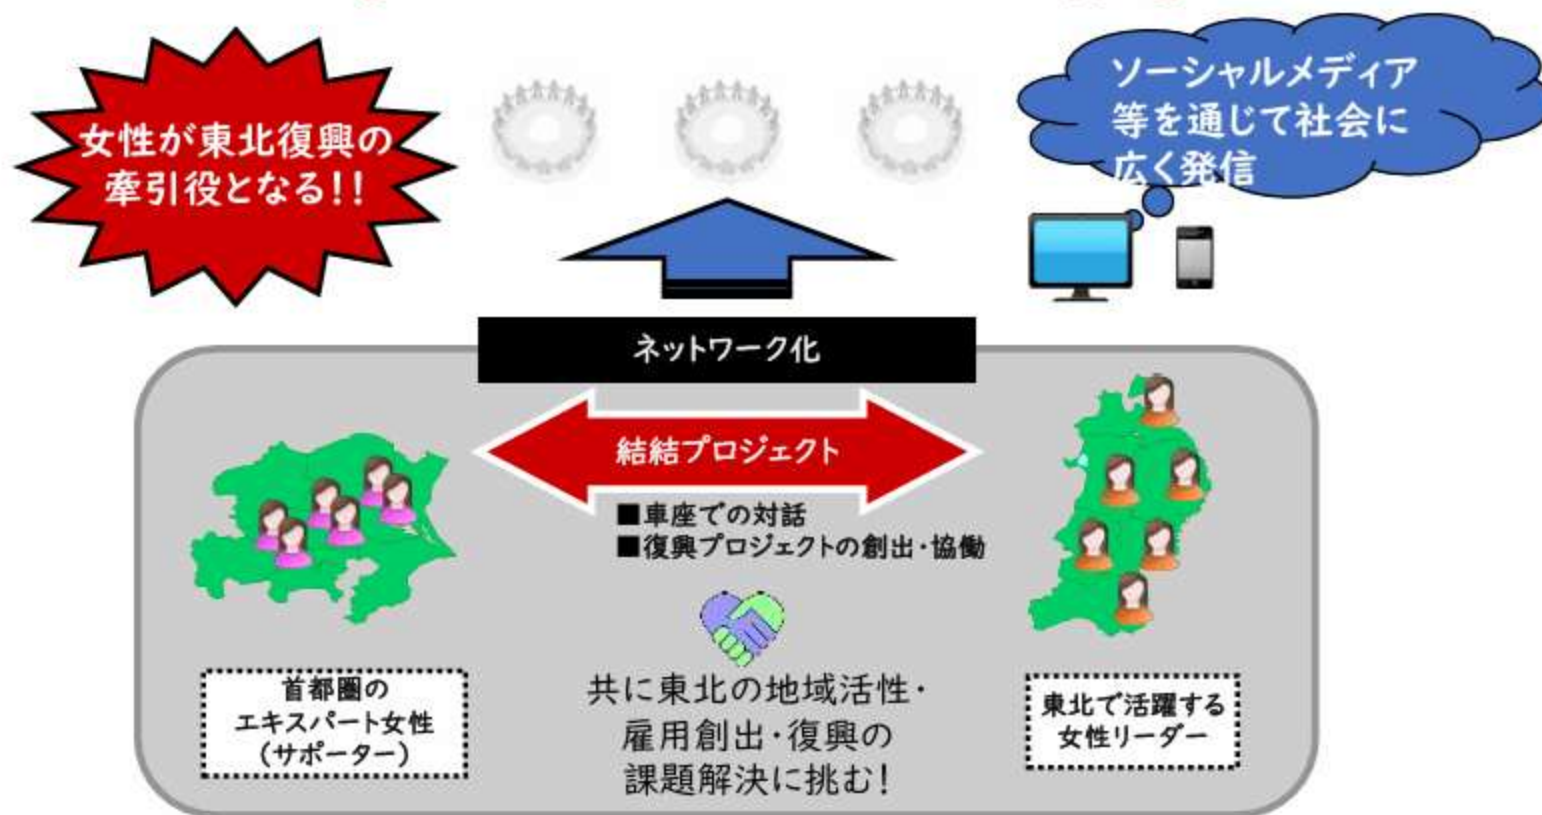 女性が東北復興の
牽引役となる!!
ソーシャルメディア
等を通じて社会に
広く発信
ネットワーク化
結結プロジェクト
■車座での対話
■復興プロジェクトの創出・協働
首都圏の
エキスパート女性
(サポーター)
共に東北の地域活性・
雇用創出・復興の
課題解決に挑む!
東北で活躍する
女性リーダー